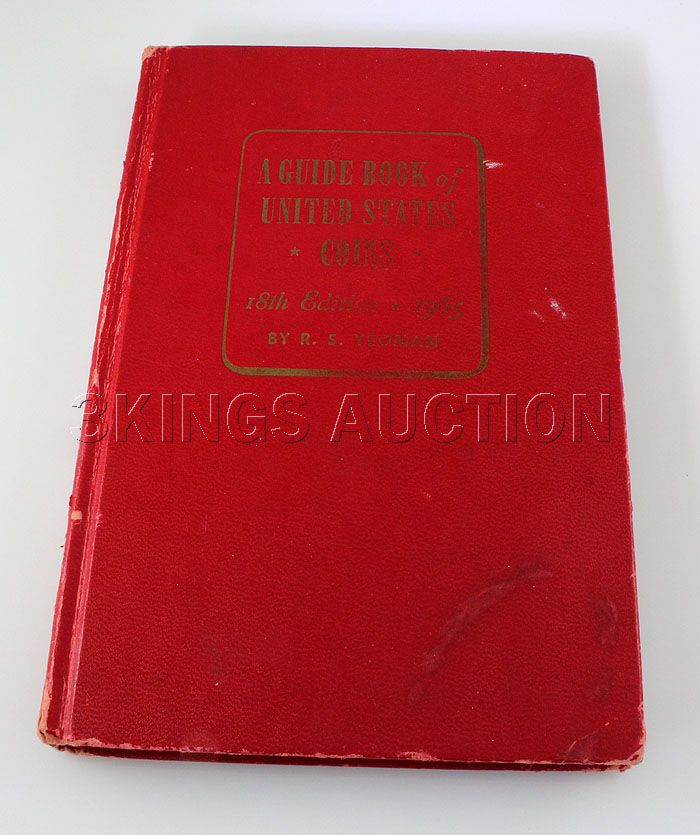 A GUIDE BOOK of
UNITED STATES
* COINS *
18th Edition * 1965
BY R. S. YEOMAN
3KINGS AUCTION